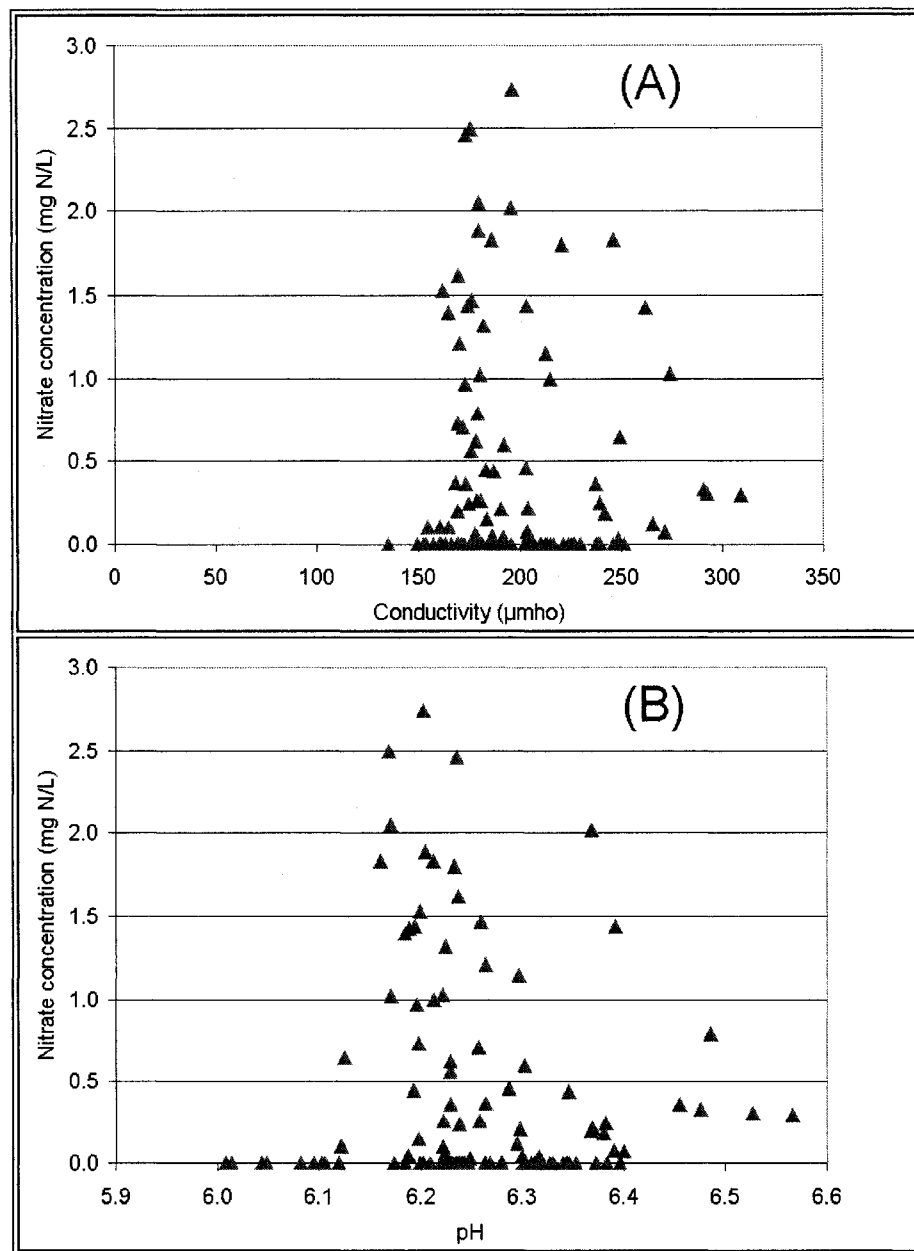 (A)
Nitrate concentration (mg N/L)
3.0
2.5
2.0
1.5
1.0
0.5
0.0
0 50 100 150 200 250 300 350
Conductivity (µmho)
(B)
Nitrate concentration (mg N/L)
3.0
2.5
2.0
1.5
1.0
0.5
0.0
5.9 6.0 6.1 6.2 6.3 6.4 6.5 6.6
pH